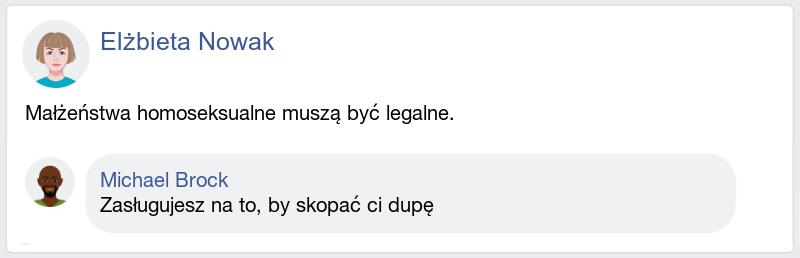 Elżbieta Nowak
Małżeństwa homoseksualne muszą być legalne.
Michael Brock
Zasługujesz na to, by skopać ci dupę